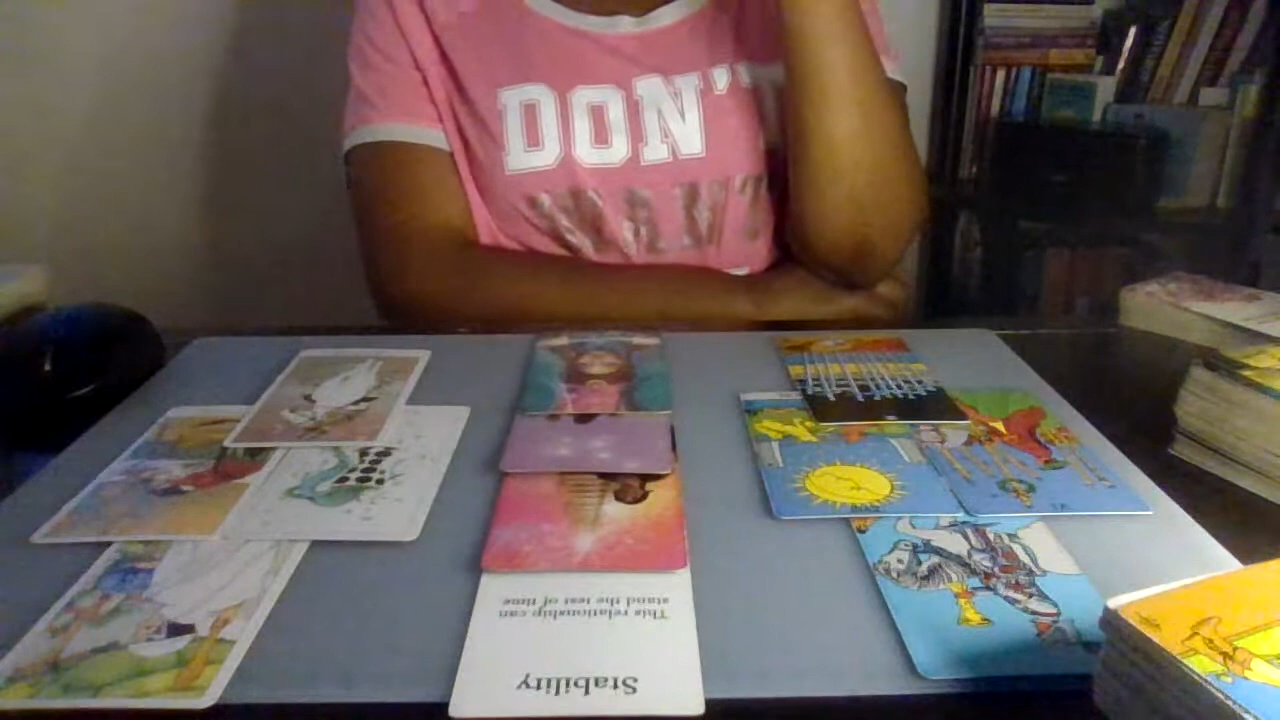 DON'T
WANT
This relationship can
stand the test of time
Stability